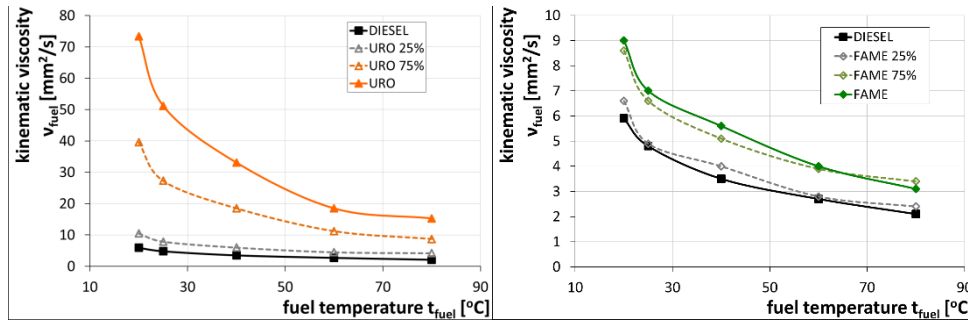 kinematic viscosity
ν_fuel [mm²/s]
80
70
60
50
40
30
20
10
0
10
30
50
70
90
fuel temperature t_fuel [°C]
DIESEL
URO 25%
URO 75%
URO
kinematic viscosity
ν_fuel [mm²/s]
10
9
8
7
6
5
4
3
2
1
0
10
30
50
70
90
fuel temperature t_fuel [°C]
DIESEL
FAME 25%
FAME 75%
FAME